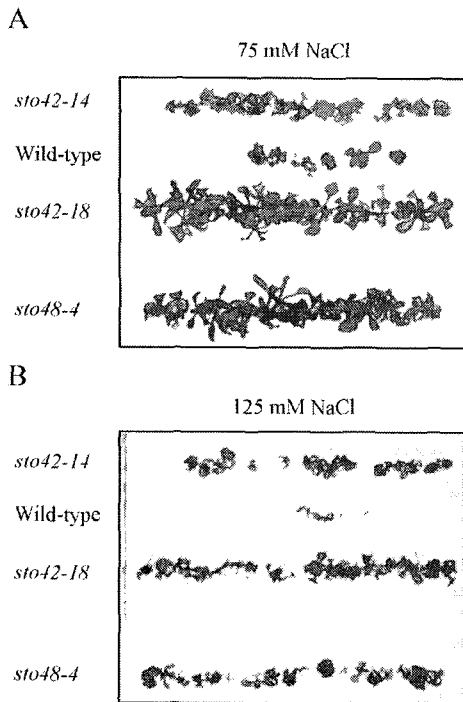 A
75 mM NaCl
sto42-14
Wild-type
sto42-18
sto48-4
B
125 mM NaCl
sto42-14
Wild-type
sto42-18
sto48-4